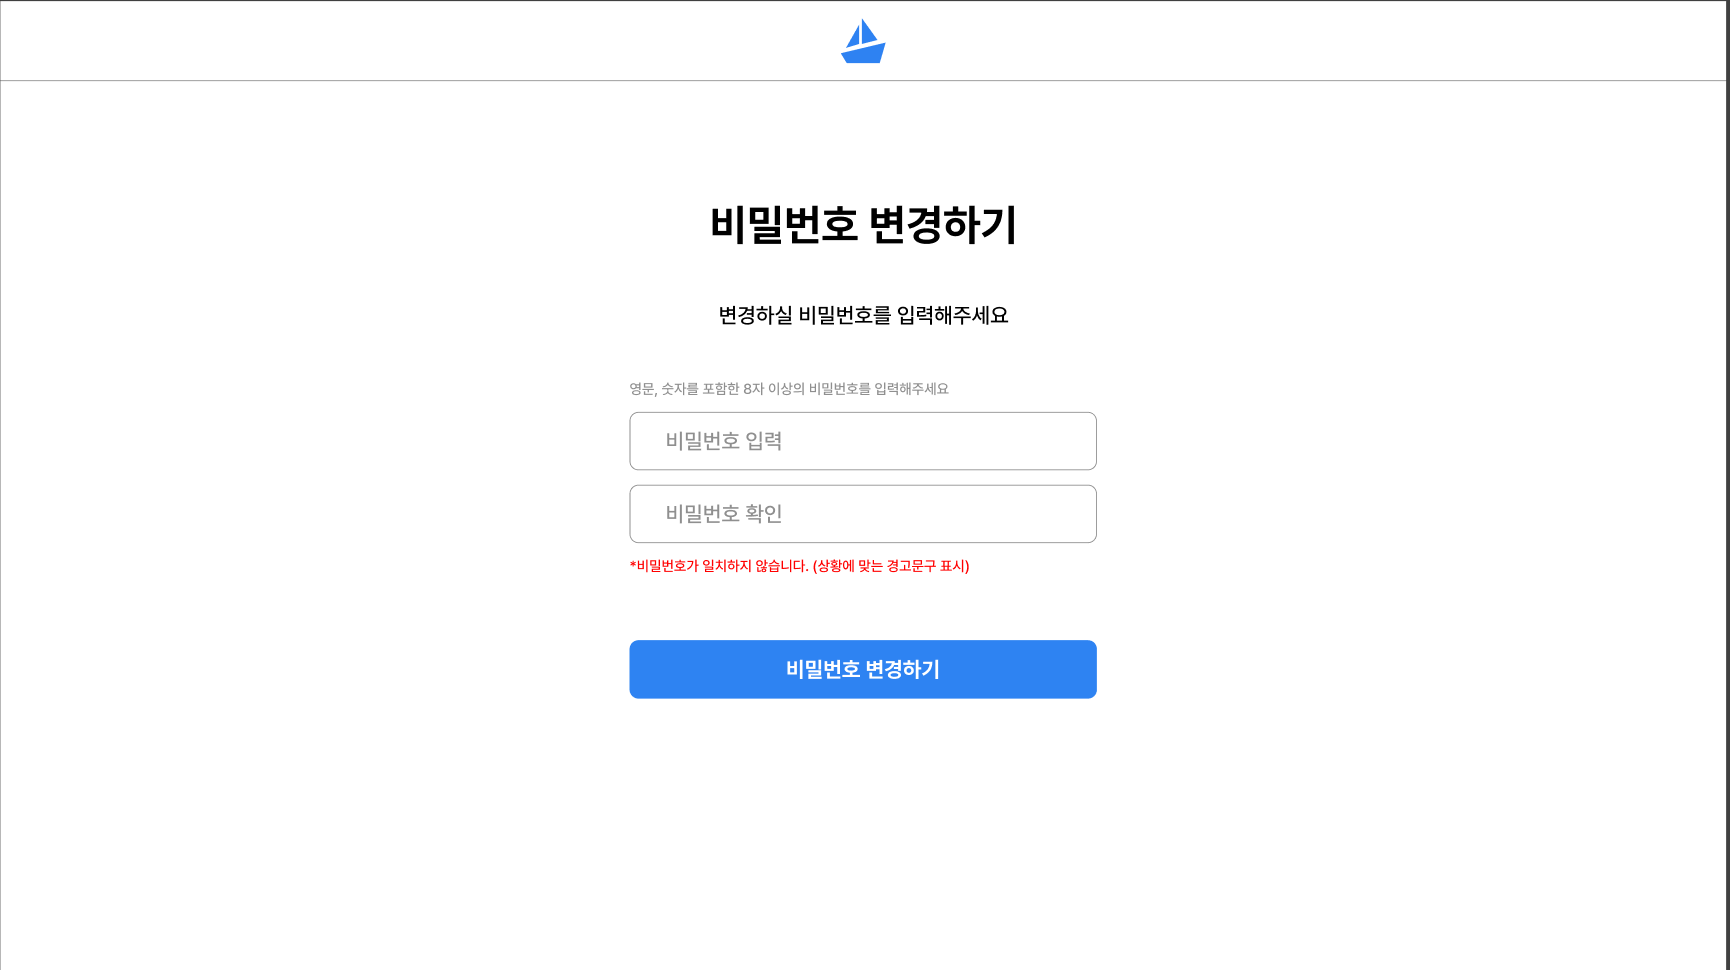 비밀번호 변경하기
변경하실 비밀번호를 입력해주세요
영문, 숫자를 포함한 8자 이상의 비밀번호를 입력해주세요
비밀번호 입력
비밀번호 확인
*비밀번호가 일치하지 않습니다. (상황에 맞는 경고문구 표시)
비밀번호 변경하기